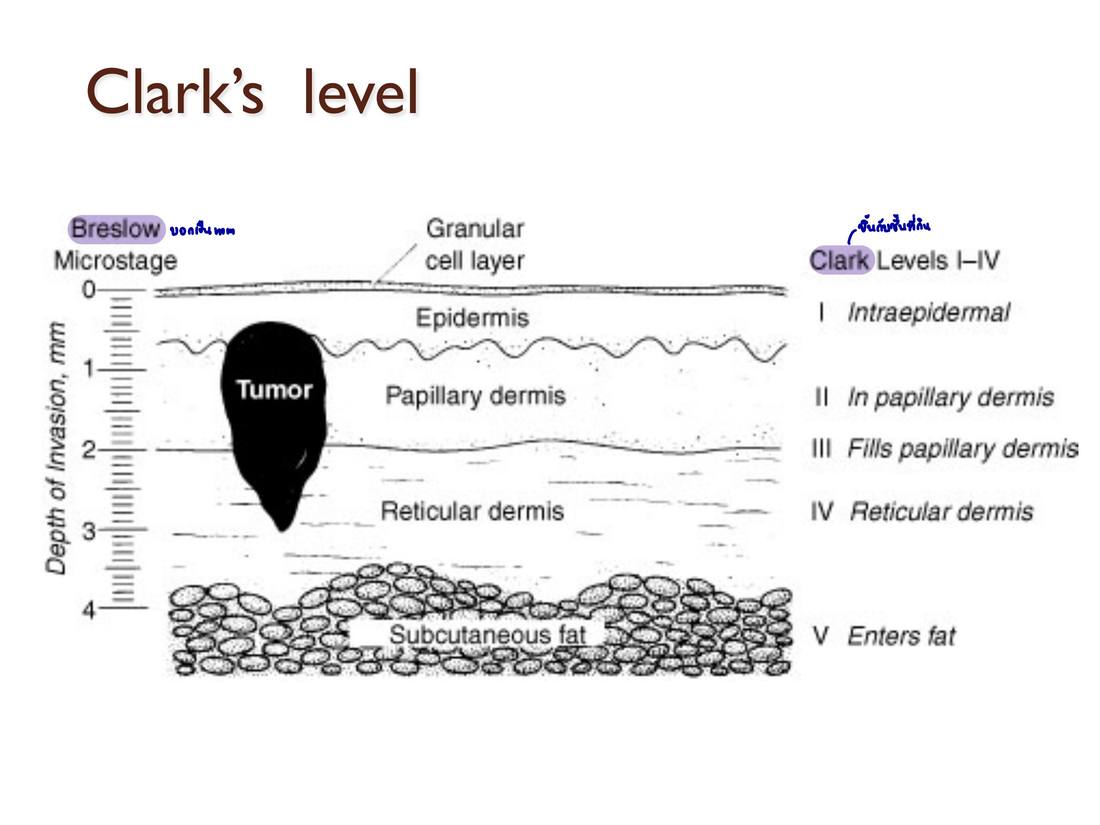 Clark's level
Breslow บอกเป็น mm
Microstage
Granular
cell layer
ขึ้นกับชั้นที่กิน
Clark Levels I–IV
0
Epidermis
I Intraepidermal
Depth of Invasion, mm
1
Tumor
Papillary dermis
II In papillary dermis
2
III Fills papillary dermis
Reticular dermis
IV Reticular dermis
3
4
Subcutaneous fat
V Enters fat